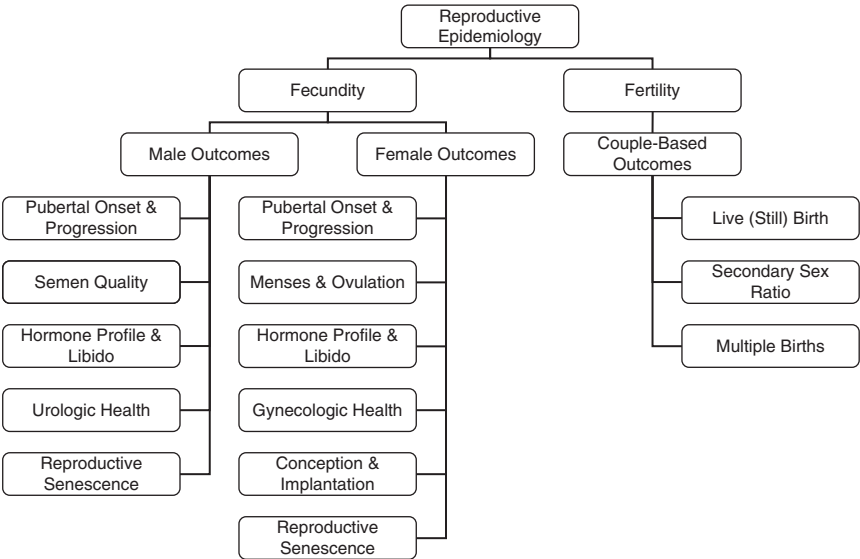 Reproductive
Epidemiology
Fecundity
Fertility
Male Outcomes
Female Outcomes
Couple-Based
Outcomes
Pubertal Onset &
Progression
Pubertal Onset &
Progression
Live (Still) Birth
Semen Quality
Menses & Ovulation
Secondary Sex
Ratio
Hormone Profile &
Libido
Hormone Profile &
Libido
Multiple Births
Urologic Health
Gynecologic Health
Reproductive
Senescence
Conception &
Implantation
Reproductive
Senescence